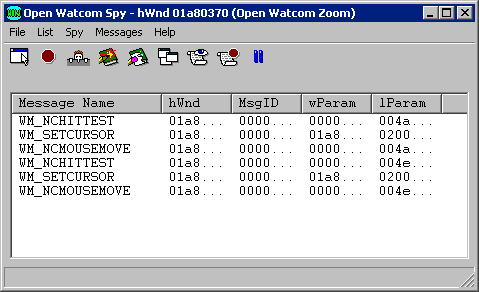 Open Watcom Spy - hWnd 01a80370 (Open Watcom Zoom)
File List Spy Messages Help
Message Name hWnd MsgID wParam lParam
WM_NCHITTEST 01a8... 0000... 0000... 004a...
WM_SETCURSOR 01a8... 0000... 01a8... 0200...
WM_NCMOUSEMOVE 01a8... 0000... 0000... 004a...
WM_NCHITTEST 01a8... 0000... 0000... 004e...
WM_SETCURSOR 01a8... 0000... 01a8... 0200...
WM_NCMOUSEMOVE 01a8... 0000... 0000... 004e...